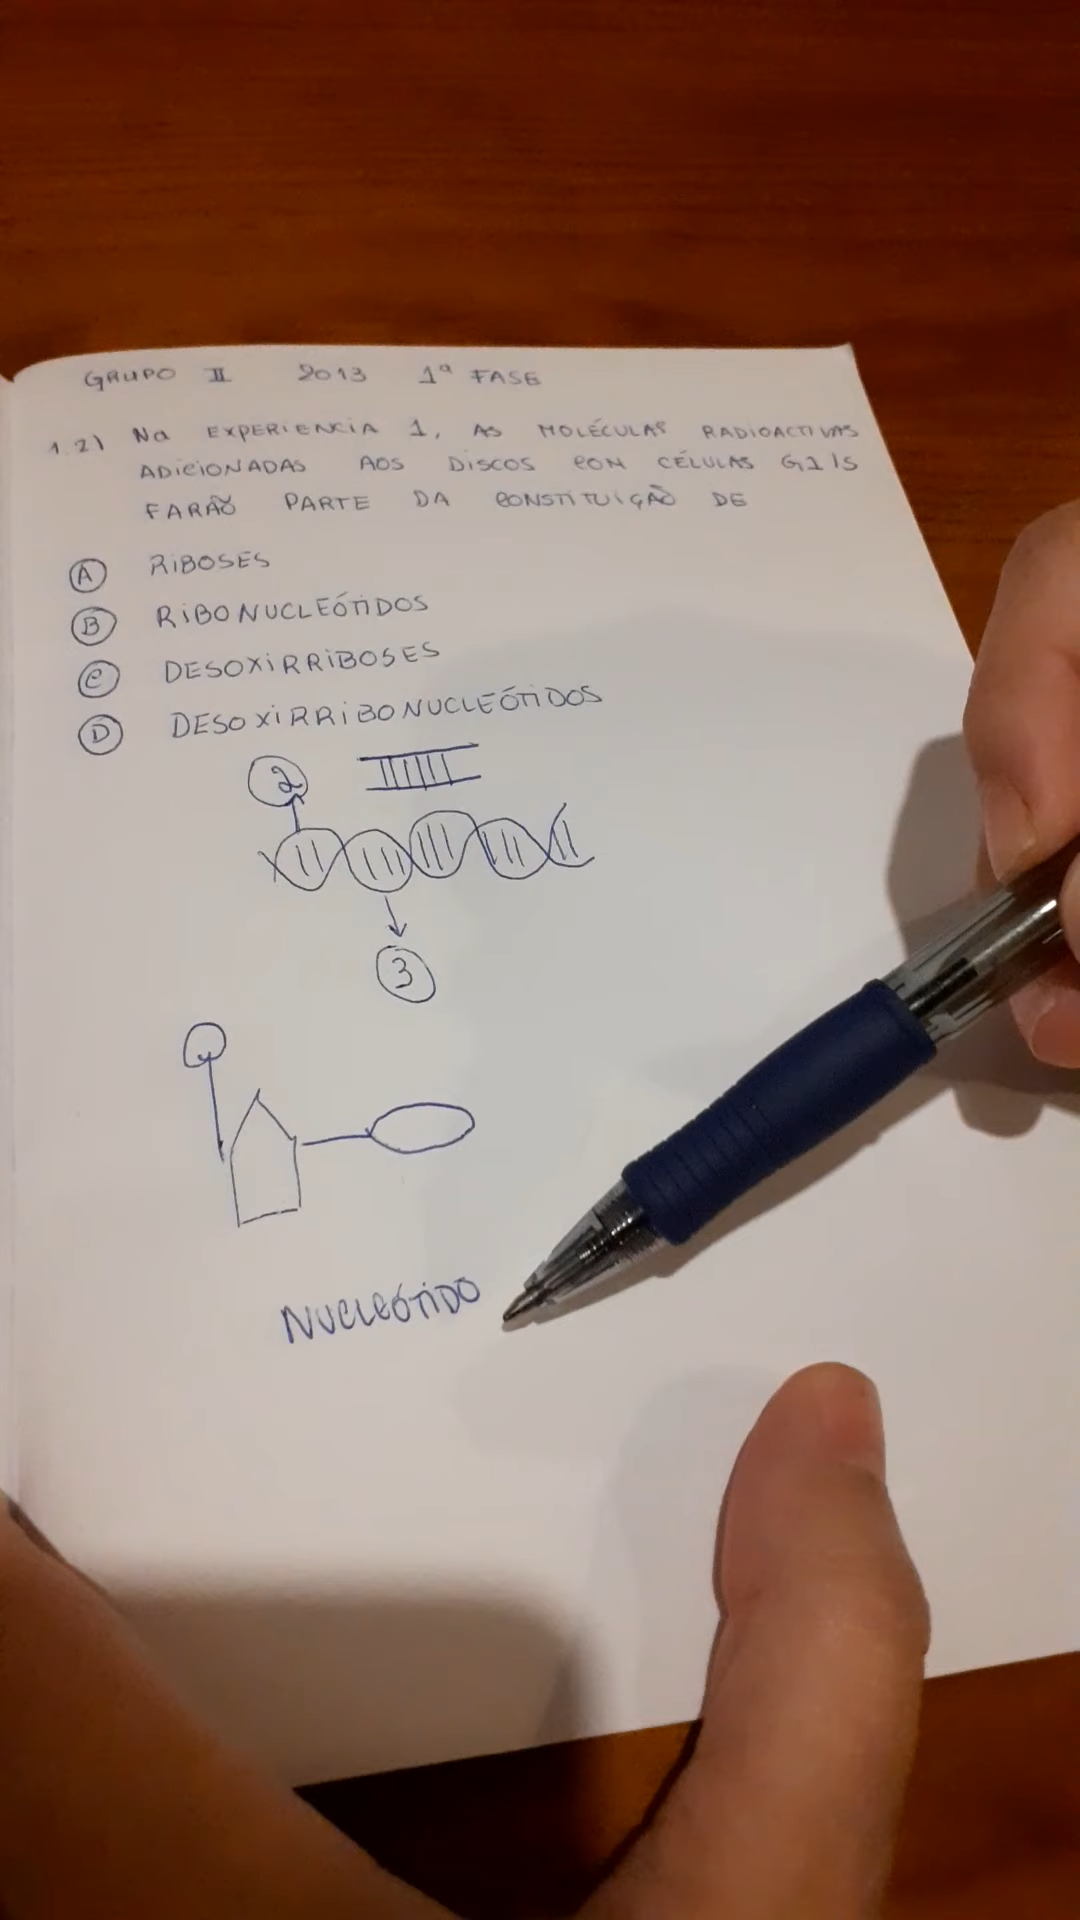 GRUPO II 2013 1ª FASE
1.2) Na EXPERIENCIA 1, AS MOLÉCULAS RADIOACTIVAS
ADICIONADAS AOS DISCOS COM CÉLULAS G1/S
FARÃO PARTE DA CONSTITUIÇÃO DE
A RIBOSES
B RIBONUCLEÓTIDOS
C DESOXIRRIBOSES
D DESOXIRRIBONUCLEÓTIDOS
2
3
NUCLEÓTIDO